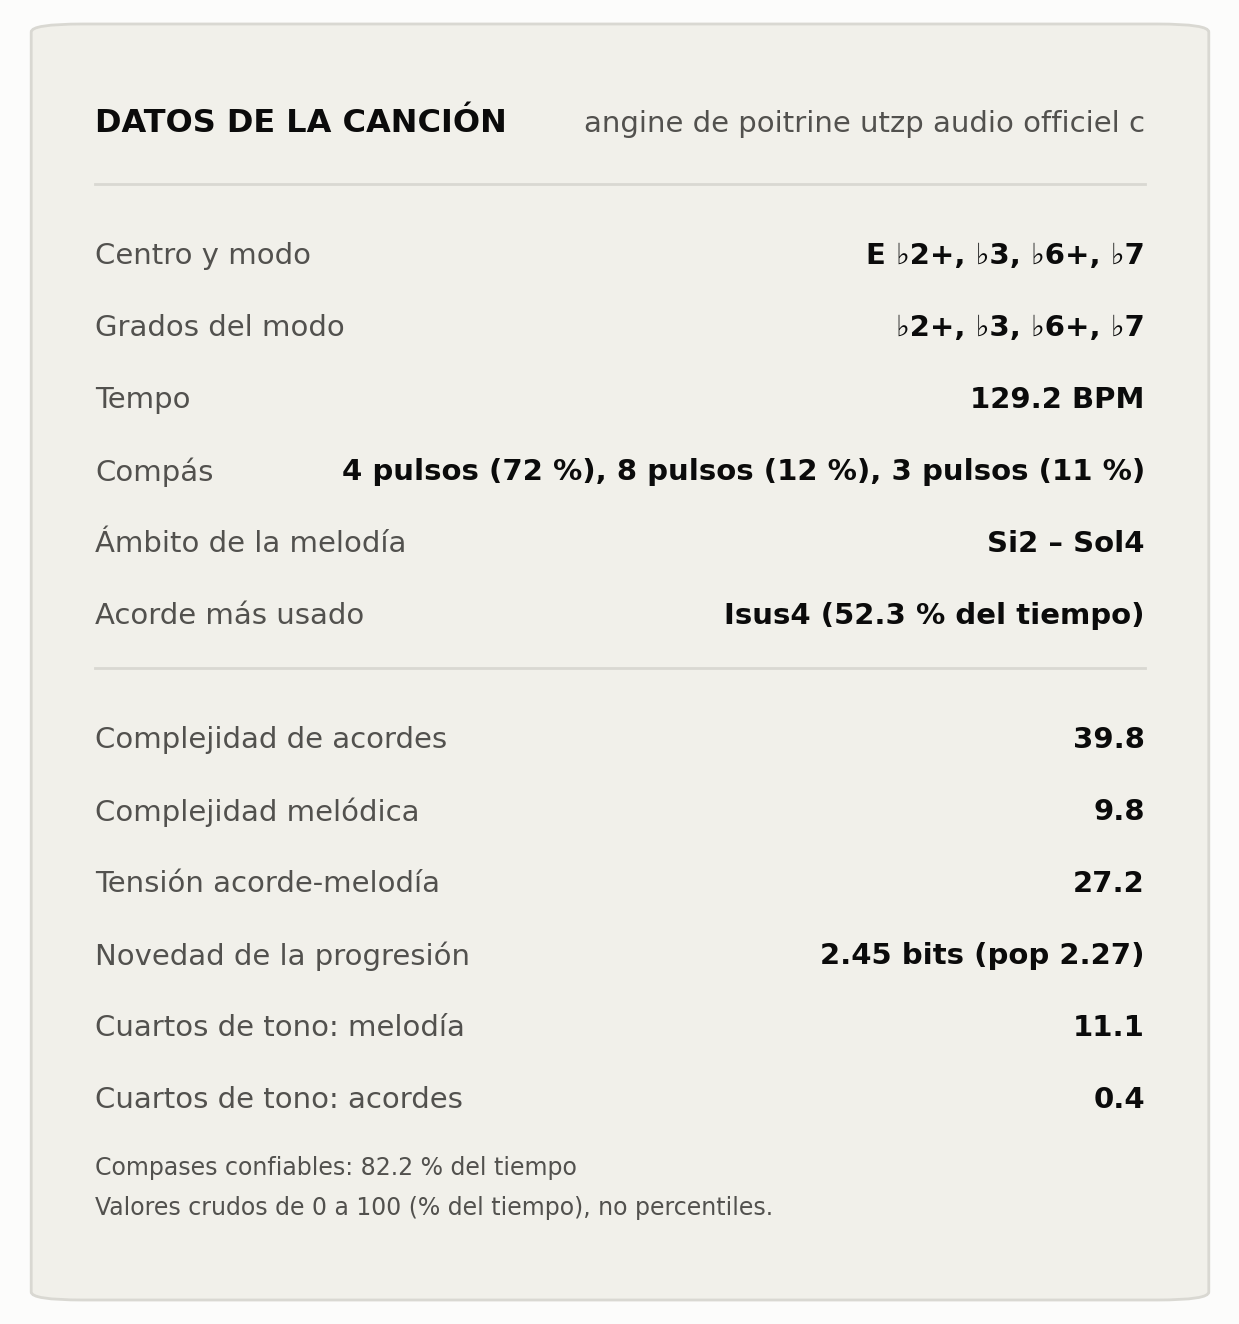 DATOS DE LA CANCIÓN angine de poitrine utzp audio officiel c
Centro y modo E ♭2+, ♭3, ♭6+, ♭7
Grados del modo ♭2+, ♭3, ♭6+, ♭7
Tempo 129.2 BPM
Compás 4 pulsos (72 %), 8 pulsos (12 %), 3 pulsos (11 %)
Ámbito de la melodía Si2 – Sol4
Acorde más usado Isus4 (52.3 % del tiempo)
Complejidad de acordes 39.8
Complejidad melódica 9.8
Tensión acorde-melodía 27.2
Novedad de la progresión 2.45 bits (pop 2.27)
Cuartos de tono: melodía 11.1
Cuartos de tono: acordes 0.4
Compases confiables: 82.2 % del tiempo
Valores crudos de 0 a 100 (% del tiempo), no percentiles.